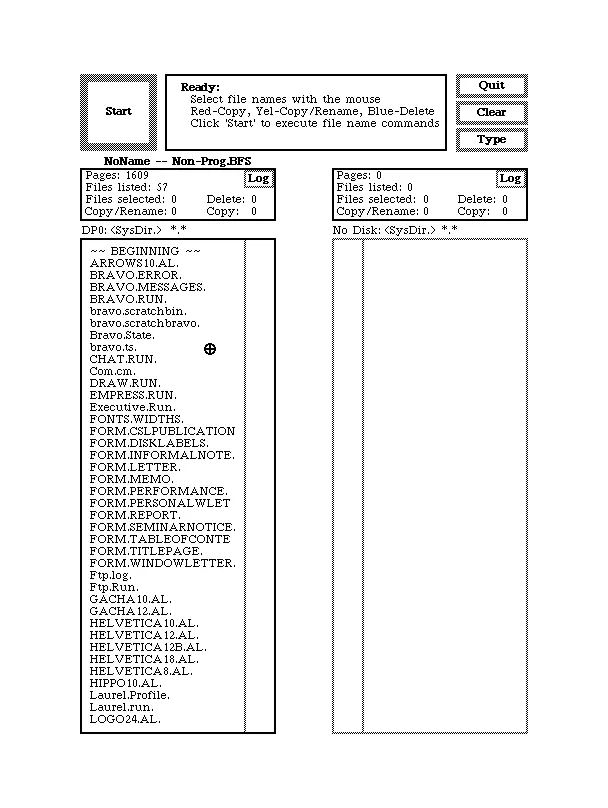 Start
Ready:
Select file names with the mouse
Red-Copy, Yel-Copy/Rename, Blue-Delete
Click 'Start' to execute file name commands
Quit
Clear
Type
NoName -- Non-Prog.BFS
Pages: 1609
Log
Files listed: 57
Files selected: 0 Delete: 0
Copy/Rename: 0 Copy: 0
DP0: <SysDir.> *.*
~~ BEGINNING ~~
ARROWS10.AL.
BRAVO.ERROR.
BRAVO.MESSAGES.
BRAVO.RUN.
bravo.scratchbin.
bravo.scratchbravo.
Bravo.State.
bravo.ts.
CHAT.RUN.
Com.cm.
DRAW.RUN.
EMPRESS.RUN.
Executive.Run.
FONTS.WIDTHS.
FORM.CSLPUBLICATION
FORM.DISKLABELS.
FORM.INFORMALNOTE.
FORM.LETTER.
FORM.MEMO.
FORM.PERFORMANCE.
FORM.PERSONALWLET
FORM.REPORT.
FORM.SEMINARNOTICE.
FORM.TABLEOFCONTE
FORM.TITLEPAGE.
FORM.WINDOWLETTER.
Ftp.log.
Ftp.Run.
GACHA10.AL.
GACHA12.AL.
HELVETICA10.AL.
HELVETICA12.AL.
HELVETICA12B.AL.
HELVETICA18.AL.
HELVETICA8.AL.
HIPPO10.AL.
Laurel.Profile.
Laurel.run.
LOGO24.AL.
Pages: 0
Log
Files listed: 0
Files selected: 0 Delete: 0
Copy/Rename: 0 Copy: 0
No Disk: <SysDir.> *.*